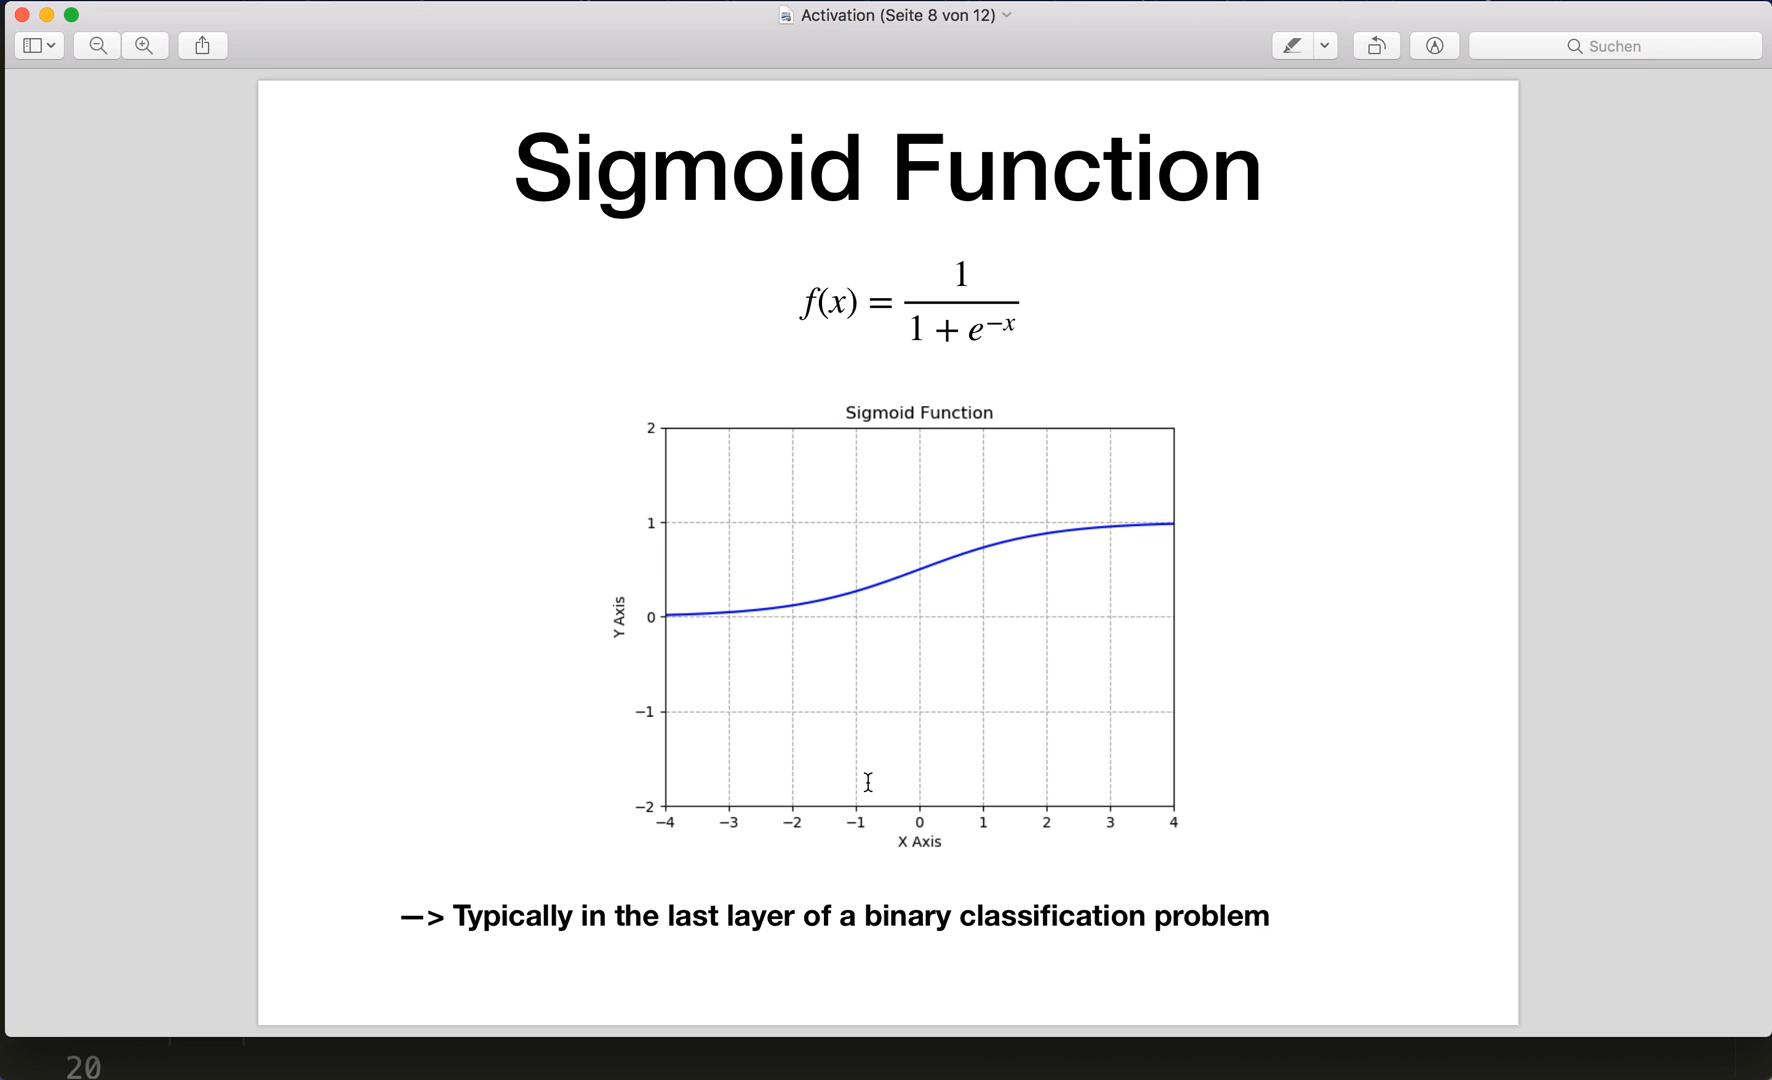 Activation (Seite 8 von 12)
Suchen
Sigmoid Function
f(x) = 1 / (1 + e^−x)
Sigmoid Function
2
1
0
−1
−2
Y Axis
−4 −3 −2 −1 0 1 2 3 4
X Axis
—> Typically in the last layer of a binary classification problem
20